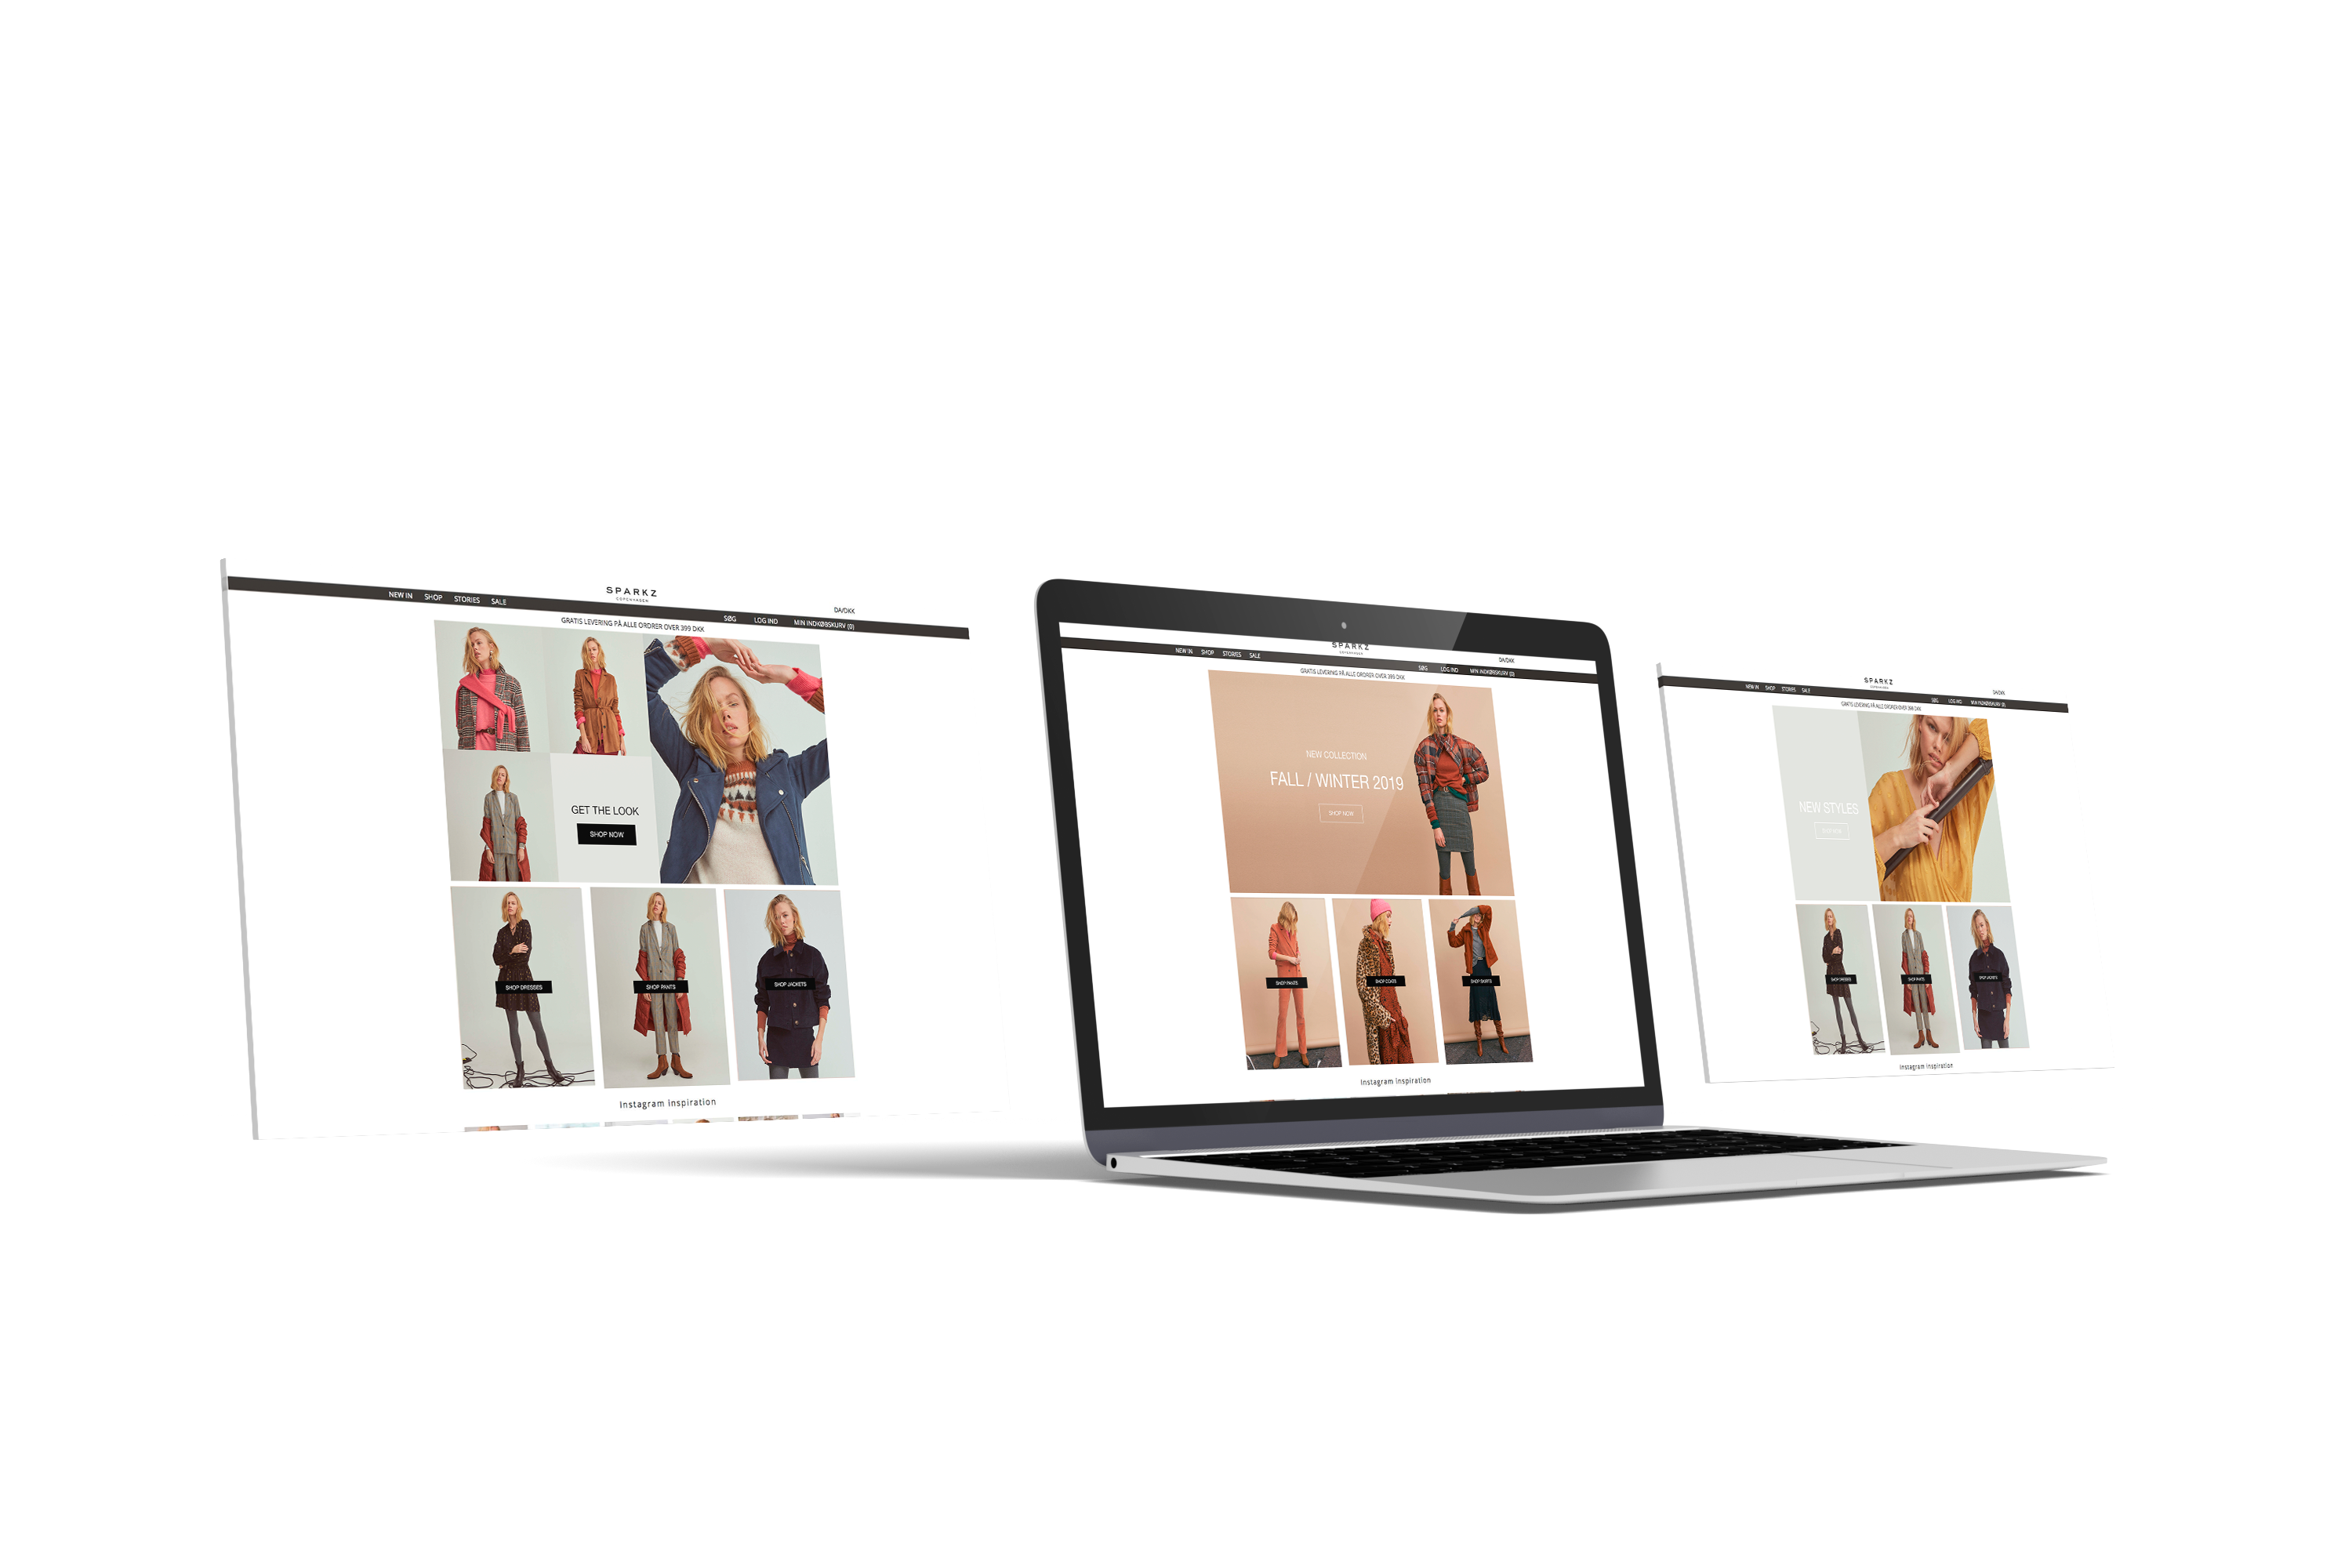 SPARKZ
COPENHAGEN
DA/DKK
NEW IN SHOP STORIES SALE
SØG LOG IND MIN INDKØBSKURV (0)
GRATIS LEVERING PÅ ALLE ORDRER OVER 399 DKK
GET THE LOOK
SHOP NOW
SHOP DRESSES
SHOP PANTS
SHOP JACKETS
Instagram inspiration
SPARKZ
COPENHAGEN
DA/DKK
NEW IN SHOP STORIES SALE
SØG LOG IND MIN INDKØBSKURV (0)
GRATIS LEVERING PÅ ALLE ORDRER OVER 399 DKK
NEW COLLECTION
FALL / WINTER 2019
SHOP NOW
SHOP PANTS
SHOP COATS
SHOP SKIRTS
Instagram inspiration
SPARKZ
COPENHAGEN
DA/DKK
NEW IN SHOP STORIES SALE
SØG LOG IND MIN INDKØBSKURV (0)
GRATIS LEVERING PÅ ALLE ORDRER OVER 399 DKK
NEW STYLES
SHOP DRESSES
SHOP PANTS
SHOP JACKETS
Instagram inspiration